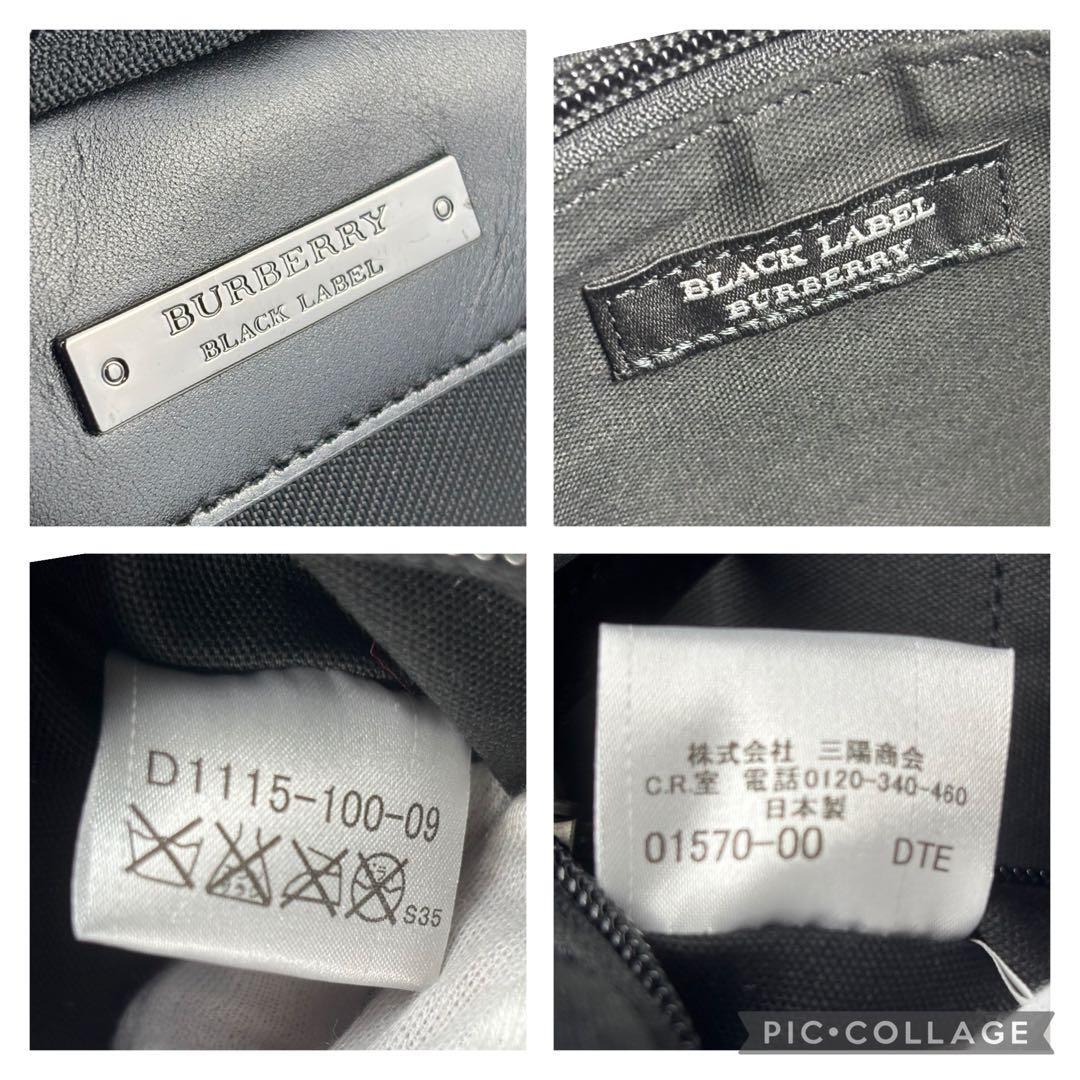 BURBERRY
BLACK LABEL
BLACK LABEL
BURBERRY
D1115-100-09
S35
株式会社 三陽商会
C.R.室 電話0120-340-460
日本製
01570-00 DTE
PIC•COLLAGE